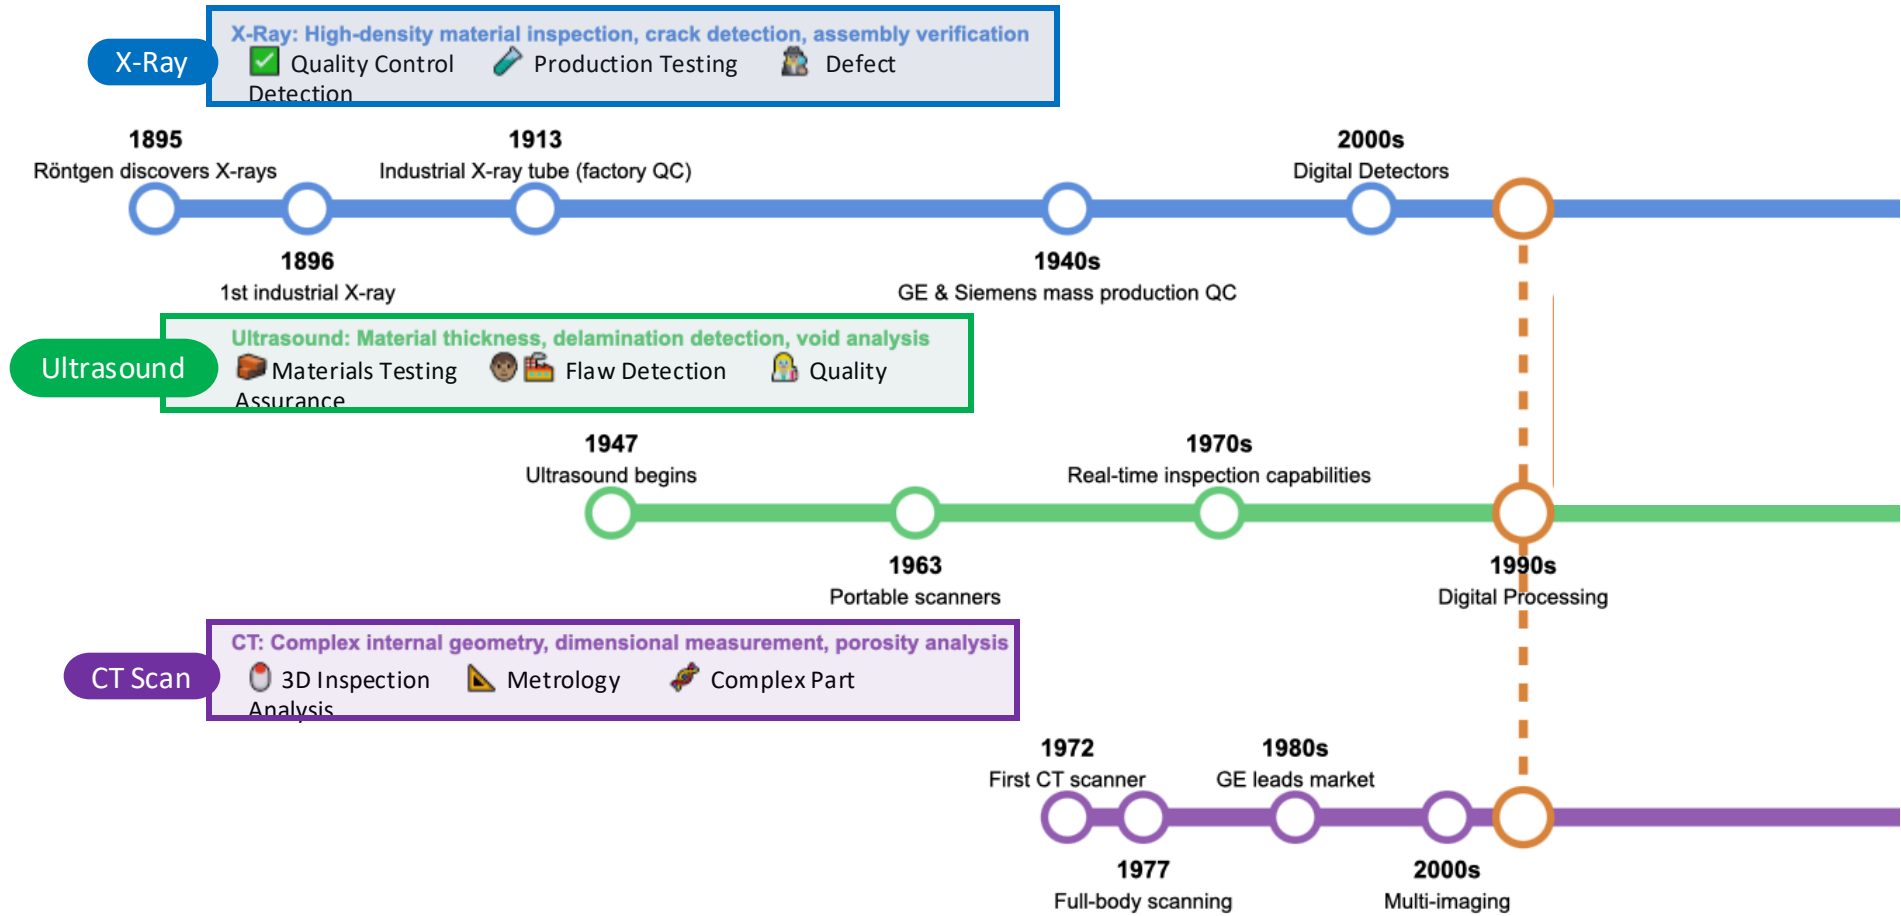 X-Ray
X-Ray: High-density material inspection, crack detection, assembly verification
Quality Control Production Testing Defect
Detection
1895
Röntgen discovers X-rays
1913
Industrial X-ray tube (factory QC)
2000s
Digital Detectors
1896
1st industrial X-ray
1940s
GE & Siemens mass production QC
Ultrasound
Ultrasound: Material thickness, delamination detection, void analysis
Materials Testing Flaw Detection Quality
Assurance
1947
Ultrasound begins
1970s
Real-time inspection capabilities
1963
Portable scanners
1990s
Digital Processing
CT Scan
CT: Complex internal geometry, dimensional measurement, porosity analysis
3D Inspection Metrology Complex Part
Analysis
1972
First CT scanner
1980s
GE leads market
1977
Full-body scanning
2000s
Multi-imaging